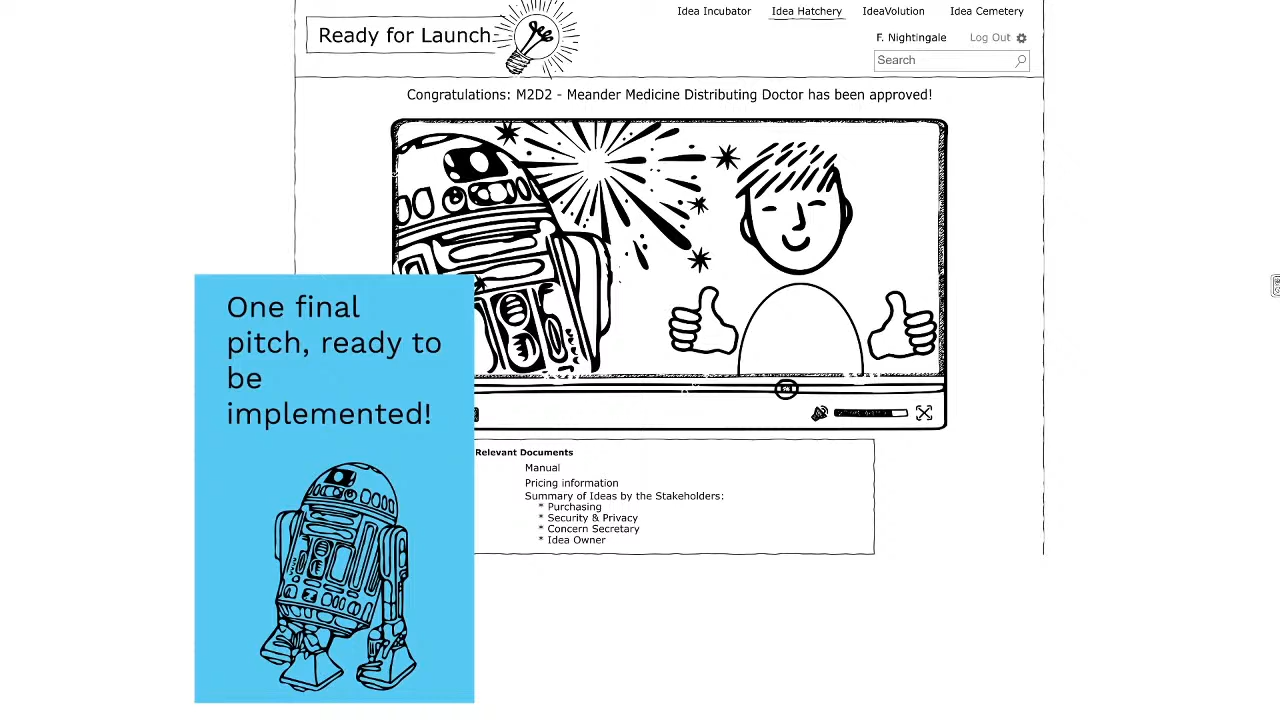 Idea Incubator
Idea Hatchery
IdeaVolution
Idea Cemetery
Ready for Launch
F. Nightingale
Log Out
Search
Congratulations: M2D2 - Meander Medicine Distributing Doctor has been approved!
One final
pitch, ready to
be
implemented!
Relevant Documents
Manual
Pricing information
Summary of Ideas by the Stakeholders:
* Purchasing
* Security & Privacy
* Concern Secretary
* Idea Owner